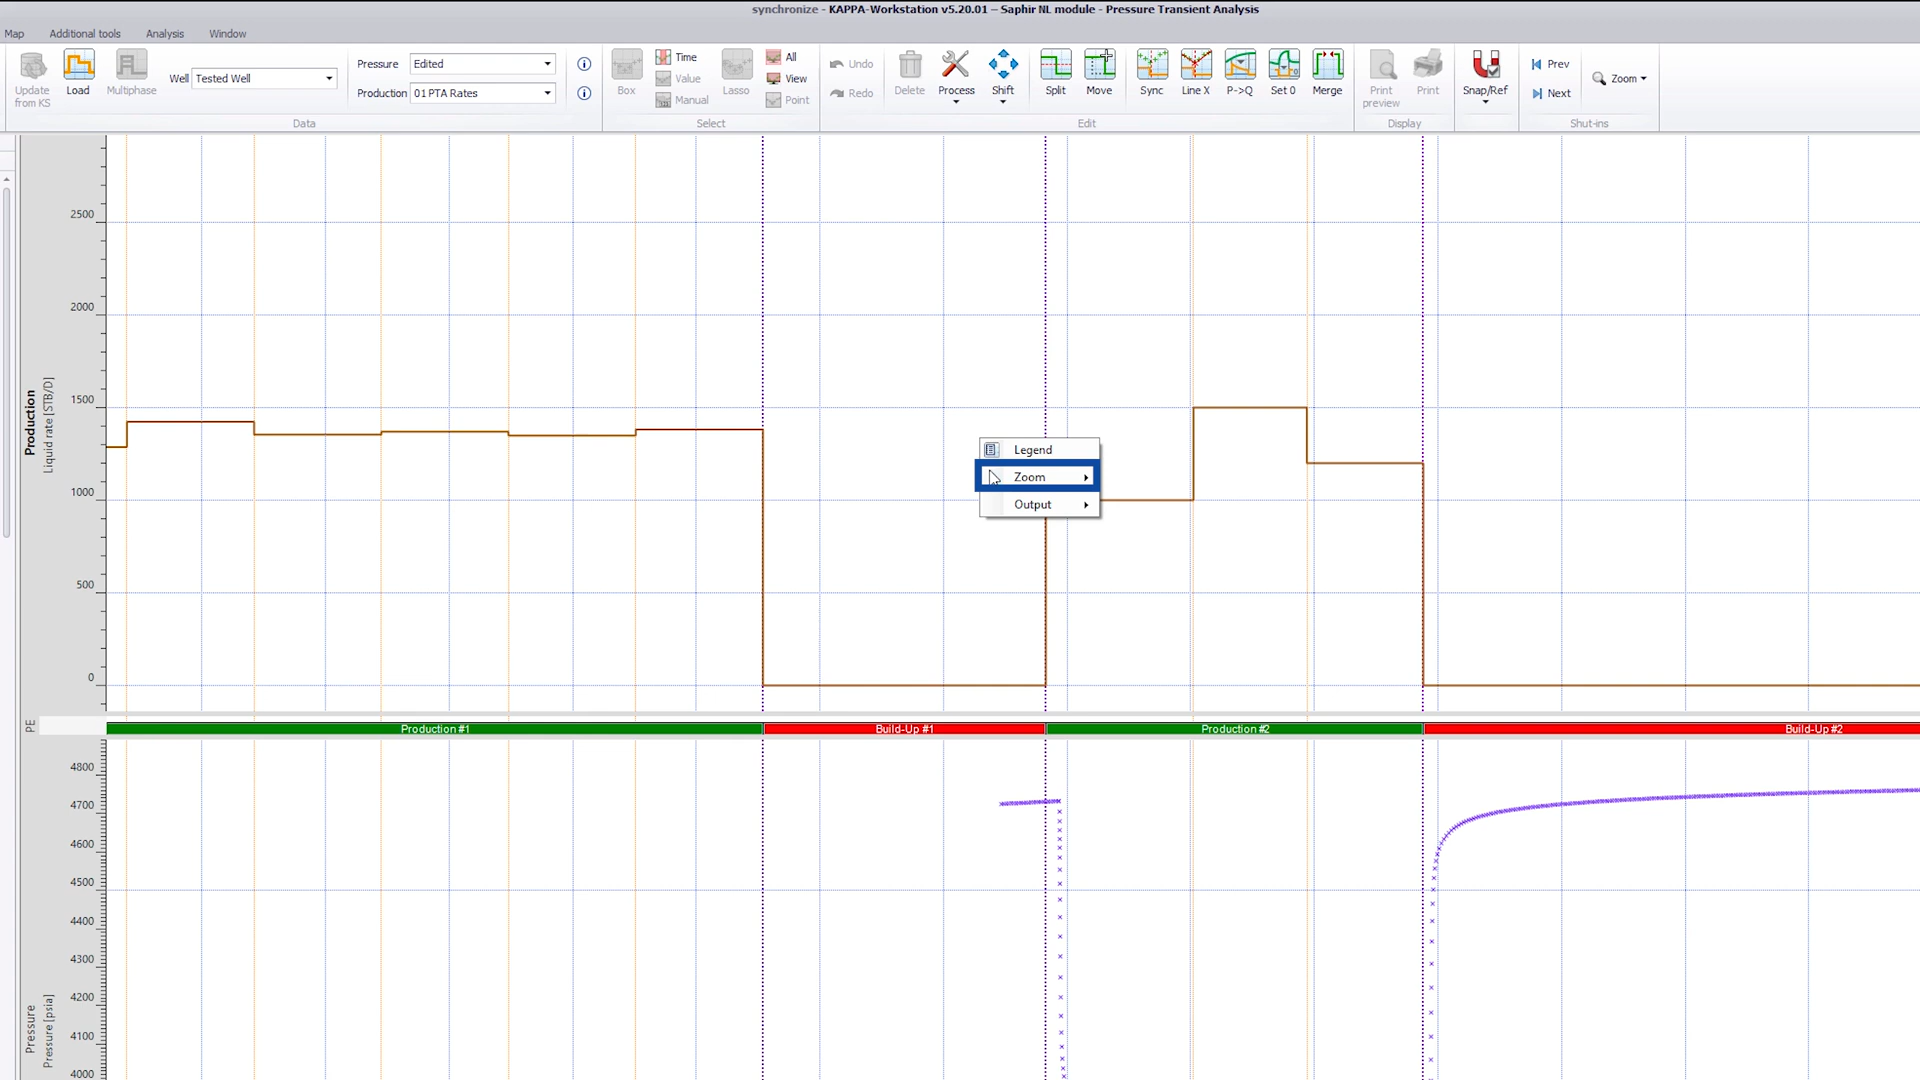 synchronize - KAPPA-Workstation v5.20.01 – Saphir NL module - Pressure Transient Analysis
Map Additional tools Analysis Window
Update from KS
Load
Multiphase
Well Tested Well
Pressure Edited
Production 01 PTA Rates
Data
Box
Time
Value
Manual
Lasso
All
View
Point
Select
Undo
Redo
Delete
Process
Shift
Split
Move
Sync
Line X
P->Q
Set 0
Merge
Edit
Print preview
Print
Display
Snap/Ref
Prev
Next
Zoom
Shut-ins
Production
Liquid rate [STB/D]
2500
2000
1500
1000
500
0
Legend
Zoom
Output
PE
Production #1
Build-Up #1
Production #2
Build-Up #2
Pressure
Pressure [psia]
4800
4700
4600
4500
4400
4300
4200
4100
4000